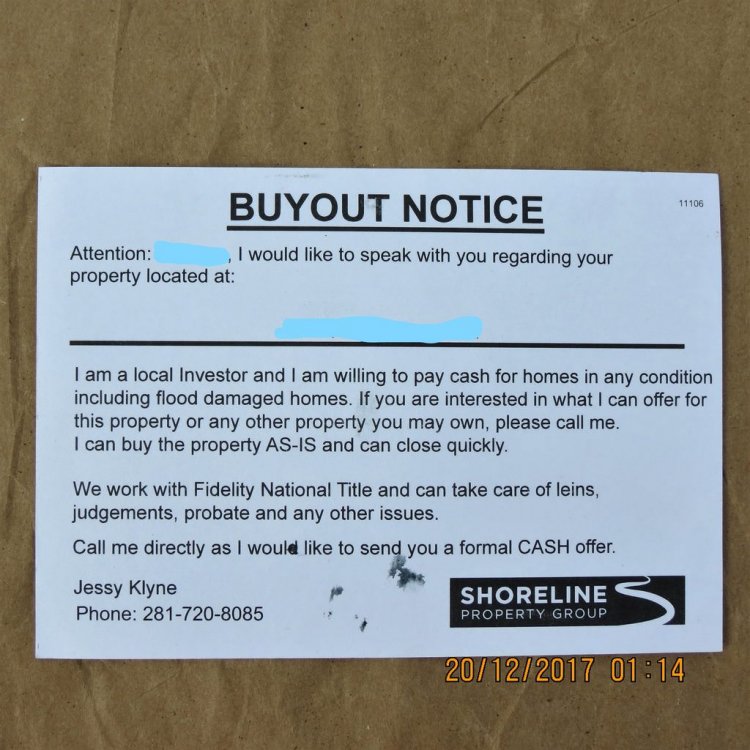 BUYOUT NOTICE
11106
Attention: , I would like to speak with you regarding your
property located at:
I am a local Investor and I am willing to pay cash for homes in any condition
including flood damaged homes. If you are interested in what I can offer for
this property or any other property you may own, please call me.
I can buy the property AS-IS and can close quickly.
We work with Fidelity National Title and can take care of leins,
judgements, probate and any other issues.
Call me directly as I would like to send you a formal CASH offer.
Jessy Klyne
Phone: 281-720-8085
SHORELINE
PROPERTY GROUP
20/12/2017 01:14